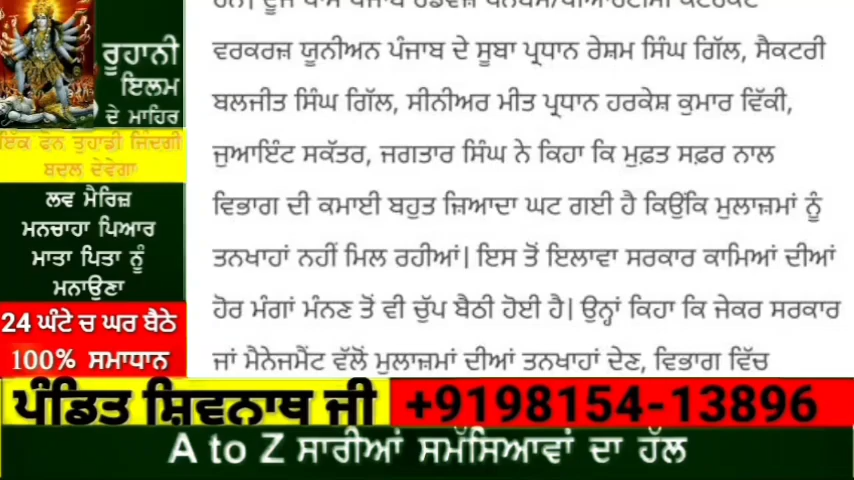 ਰੂਹਾਨੀ
ਇਲਮ
ਦੇ ਮਾਹਿਰ
ਇੱਕ ਫੋਨ ਤੁਹਾਡੀ ਜਿੰਦਗੀ
ਬਦਲ ਦੇਵੇਗਾ
ਲਵ ਮੈਰਿਜ਼
ਮਨਚਾਹਾ ਪਿਆਰ
ਮਾਤਾ ਪਿਤਾ ਨੂੰ
ਮਨਾਉਣਾ
24 ਘੰਟੇ ਚ ਘਰ ਬੈਠੇ
100% ਸਮਾਧਾਨ
ਵਰਕਰਜ਼ ਯੂਨੀਅਨ ਪੰਜਾਬ ਦੇ ਸੂਬਾ ਪ੍ਰਧਾਨ ਰੇਸ਼ਮ ਸਿੰਘ ਗਿੱਲ, ਸੈਕਟਰੀ
ਬਲਜੀਤ ਸਿੰਘ ਗਿੱਲ, ਸੀਨੀਅਰ ਮੀਤ ਪ੍ਰਧਾਨ ਹਰਕੇਸ਼ ਕੁਮਾਰ ਵਿੱਕੀ,
ਜੁਆਇੰਟ ਸਕੱਤਰ, ਜਗਤਾਰ ਸਿੰਘ ਨੇ ਕਿਹਾ ਕਿ ਮੁਫ਼ਤ ਸਫ਼ਰ ਨਾਲ
ਵਿਭਾਗ ਦੀ ਕਮਾਈ ਬਹੁਤ ਜ਼ਿਆਦਾ ਘਟ ਗਈ ਹੈ ਕਿਉਂਕਿ ਮੁਲਾਜ਼ਮਾਂ ਨੂੰ
ਤਨਖਾਹਾਂ ਨਹੀਂ ਮਿਲ ਰਹੀਆਂ| ਇਸ ਤੋਂ ਇਲਾਵਾ ਸਰਕਾਰ ਕਾਮਿਆਂ ਦੀਆਂ
ਹੋਰ ਮੰਗਾਂ ਮੰਨਣ ਤੋਂ ਵੀ ਚੁੱਪ ਬੈਠੀ ਹੋਈ ਹੈ| ਉਨ੍ਹਾਂ ਕਿਹਾ ਕਿ ਜੇਕਰ ਸਰਕਾਰ
ਜਾਂ ਮੈਨੇਜਮੈਂਟ ਵੱਲੋਂ ਮੁਲਾਜ਼ਮਾਂ ਦੀਆਂ ਤਨਖਾਹਾਂ ਦੇਣ, ਵਿਭਾਗ ਵਿੱਚ
ਪੰਡਿਤ ਸ਼ਿਵਨਾਥ ਜੀ +9198154-13896
A to Z ਸਾਰੀਆਂ ਸਮੱਸਿਆਵਾਂ ਦਾ ਹੱਲ